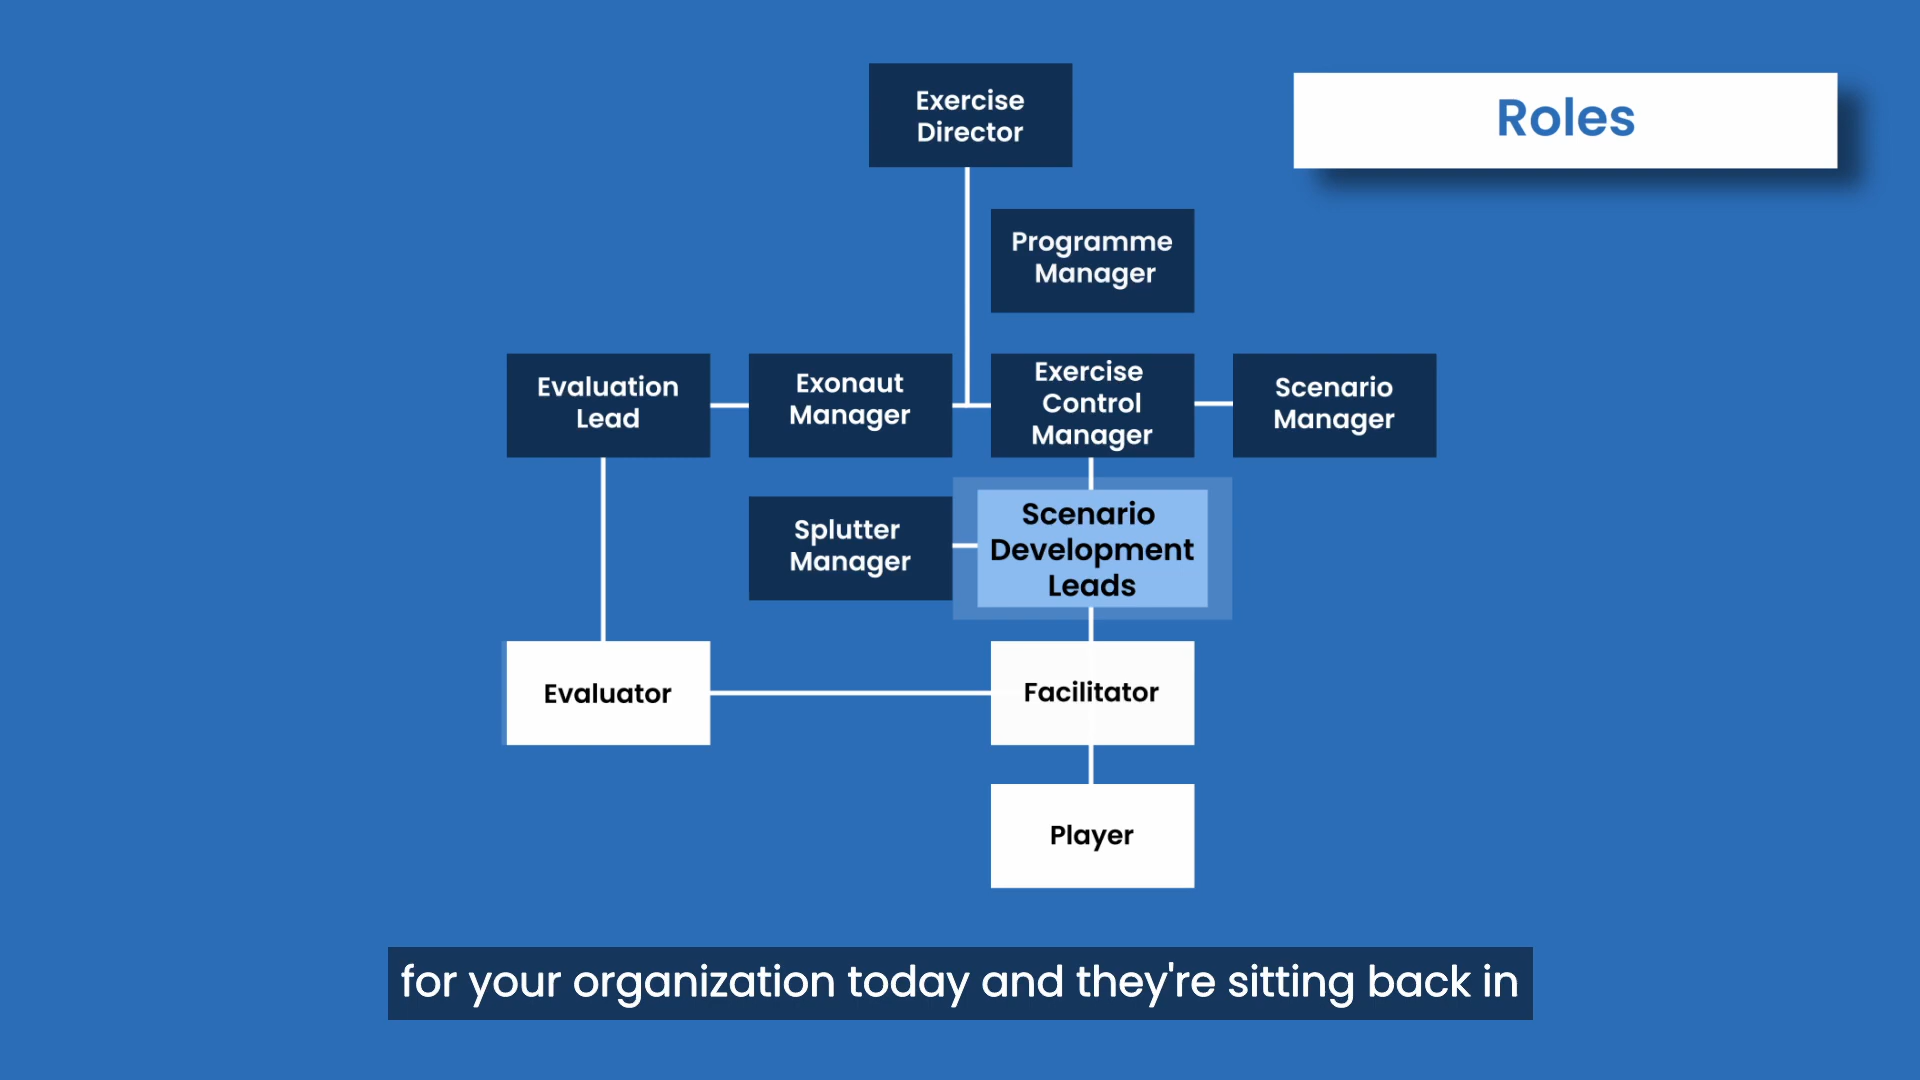 Exercise
Director
Roles
Programme
Manager
Evaluation
Lead
Exonaut
Manager
Exercise
Control
Manager
Scenario
Manager
Splutter
Manager
Scenario
Development
Leads
Evaluator
Facilitator
Player
for your organization today and they're sitting back in